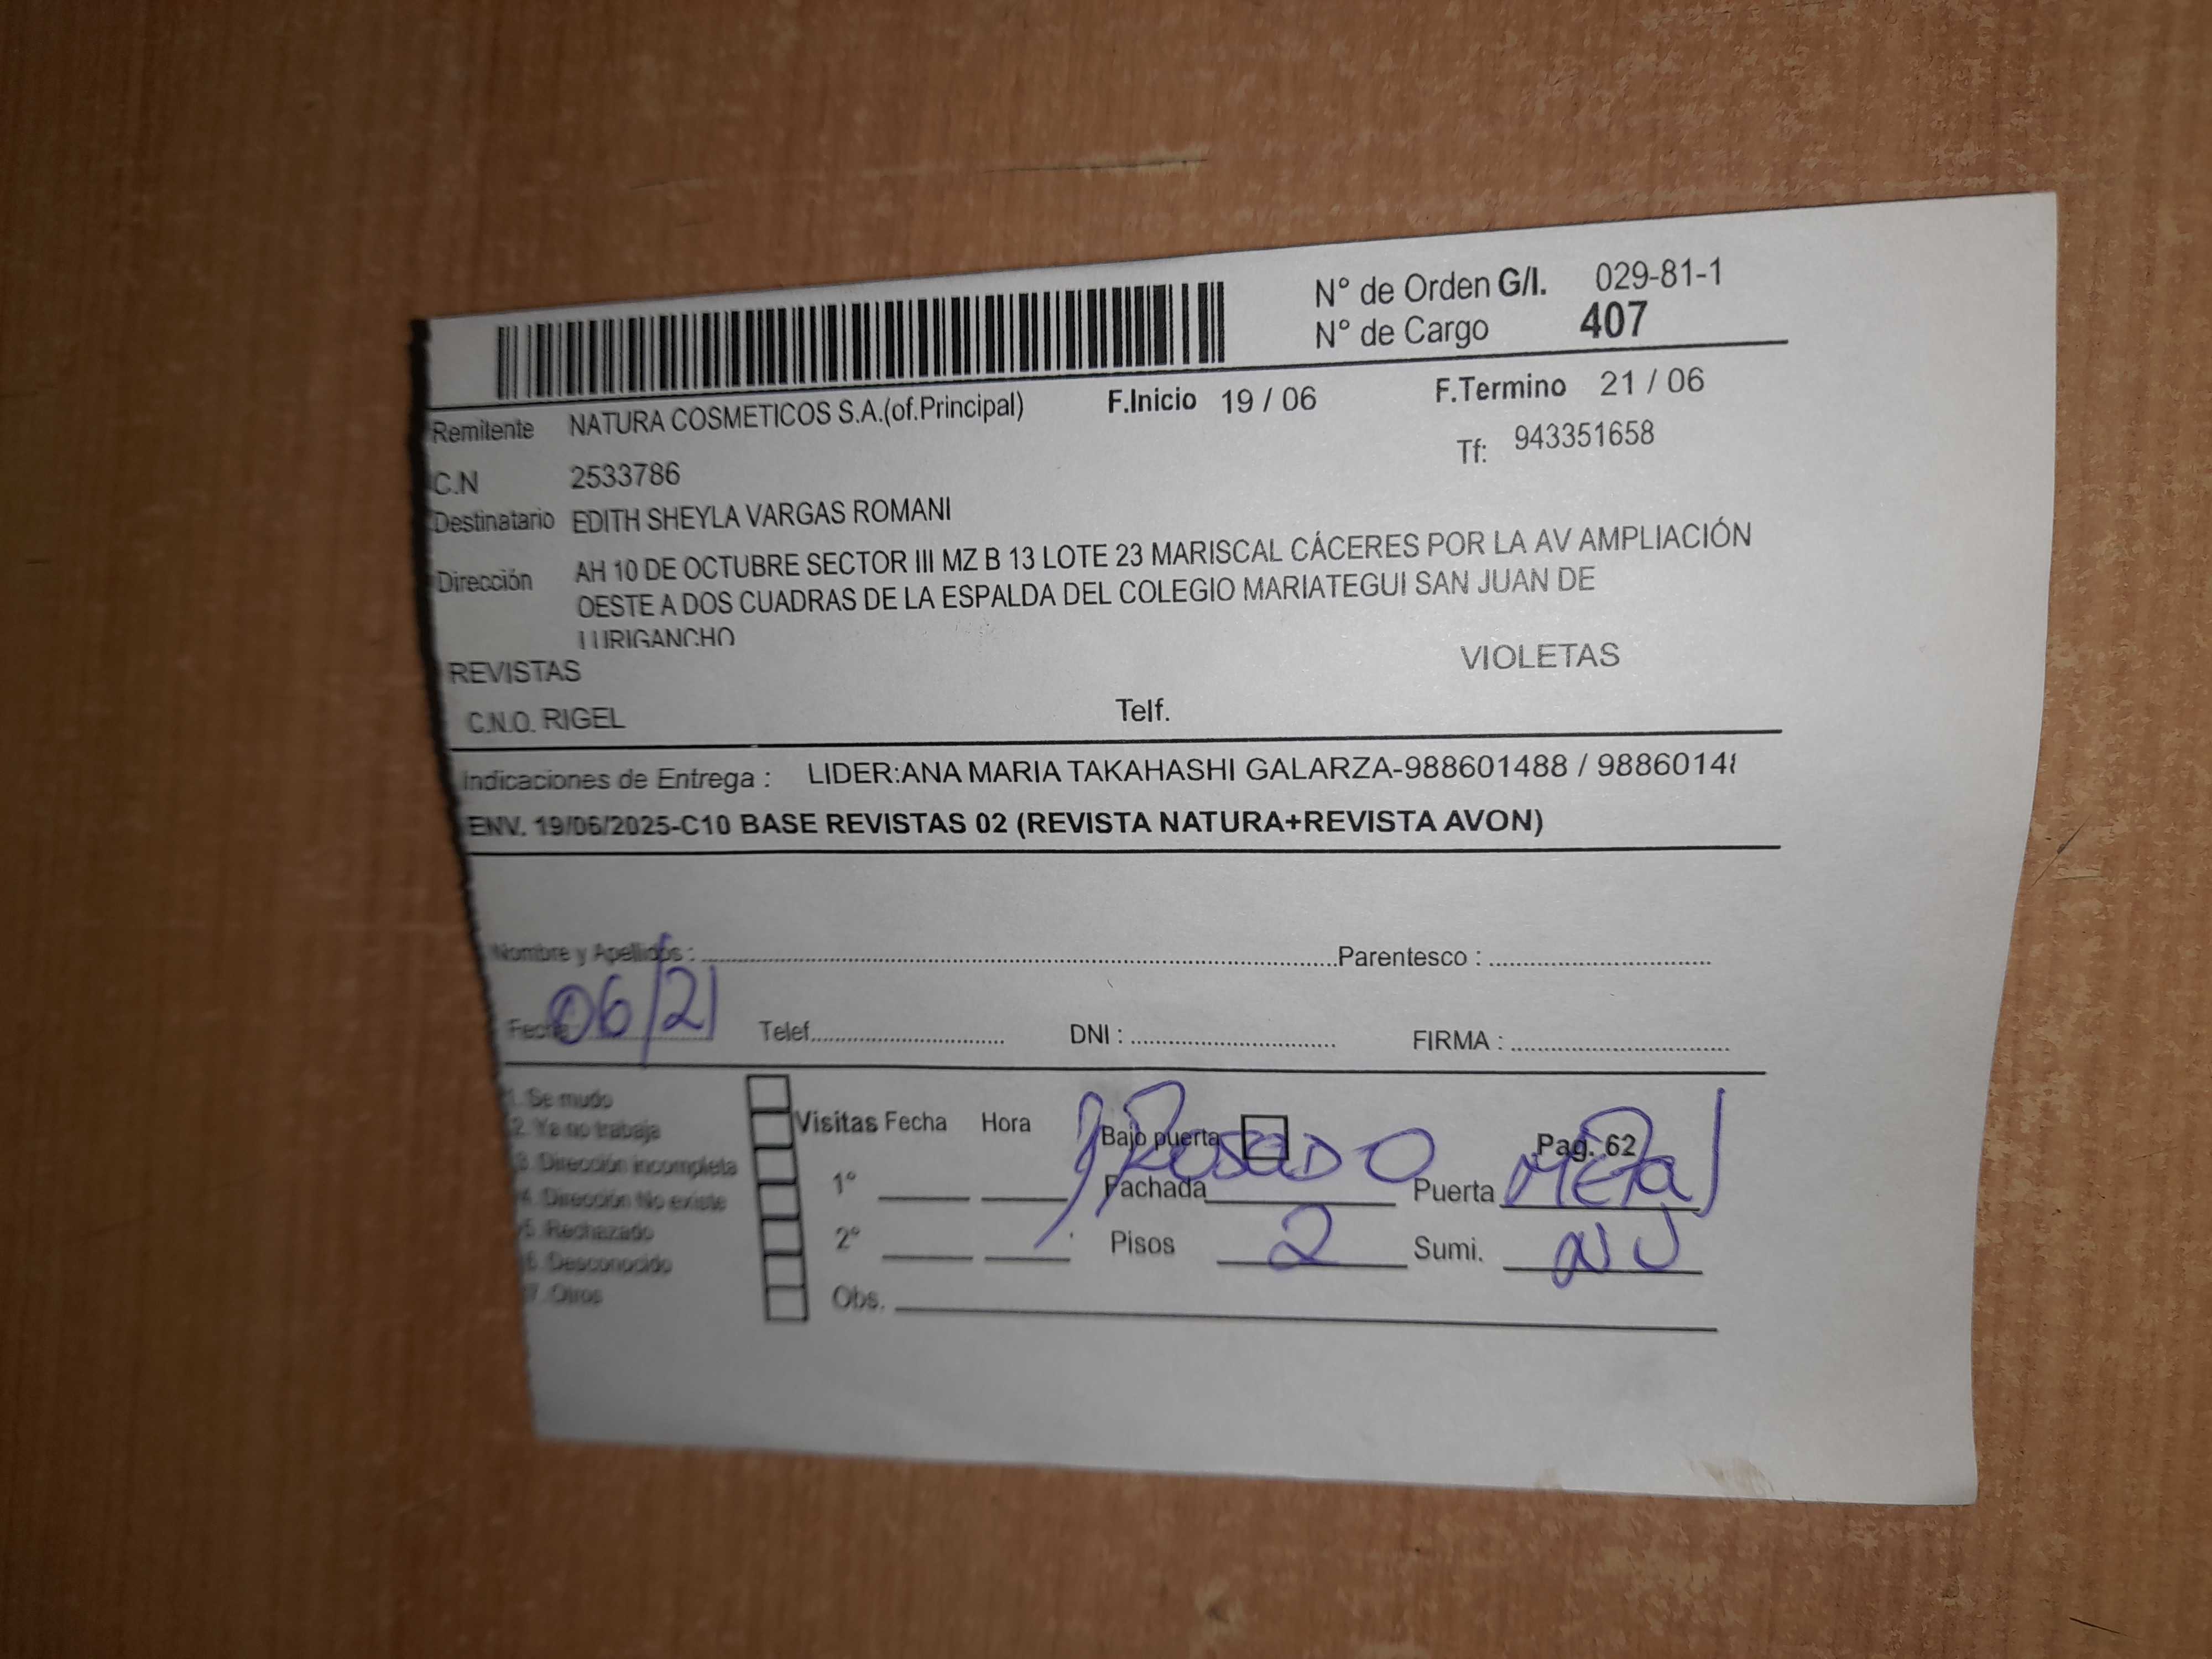 N° de Orden G/I. 029-81-1
N° de Cargo 407
Remitente NATURA COSMETICOS S.A.(of.Principal) F.Inicio 19 / 06 F.Termino 21 / 06
C.N 2533786 Tf: 943351658
Destinatario EDITH SHEYLA VARGAS ROMANI
Dirección AH 10 DE OCTUBRE SECTOR III MZ B 13 LOTE 23 MARISCAL CÁCERES POR LA AV AMPLIACIÓN
OESTE A DOS CUADRAS DE LA ESPALDA DEL COLEGIO MARIATEGUI SAN JUAN DE
LURIGANCHO
REVISTAS VIOLETAS
C.N.O. RIGEL Telf.
Indicaciones de Entrega : LIDER:ANA MARIA TAKAHASHI GALARZA-988601488 / 98860148
ENV. 19/06/2025-C10 BASE REVISTAS 02 (REVISTA NATURA+REVISTA AVON)
Nombre y Apellidos : Parentesco :
Fecha 06/21 Telef. DNI : FIRMA :
1. Se mudo
2. Ya no trabaja
3. Dirección incompleta
4. Dirección No existe
5. Rechazado
6. Desconocido
7. Otros
Visitas Fecha Hora Bajo puerta Pag. 62
1° Fachada ROSADO Puerta METAL
2° Pisos 2 Sumi.
Obs.